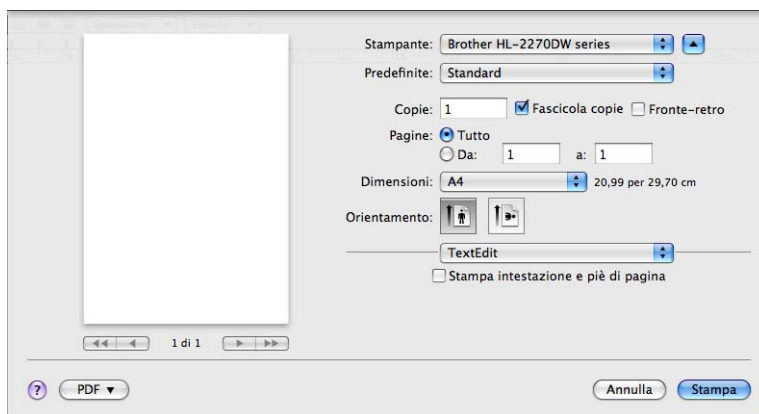 Stampante: Brother HL-2270DW series
Predefinite: Standard
Copie: 1 Fascicola copie Fronte-retro
Pagine: Tutto
Da: 1 a: 1
Dimensioni: A4 20,99 per 29,70 cm
Orientamento:
TextEdit
Stampa intestazione e piè di pagina
1 di 1
? PDF Annulla Stampa